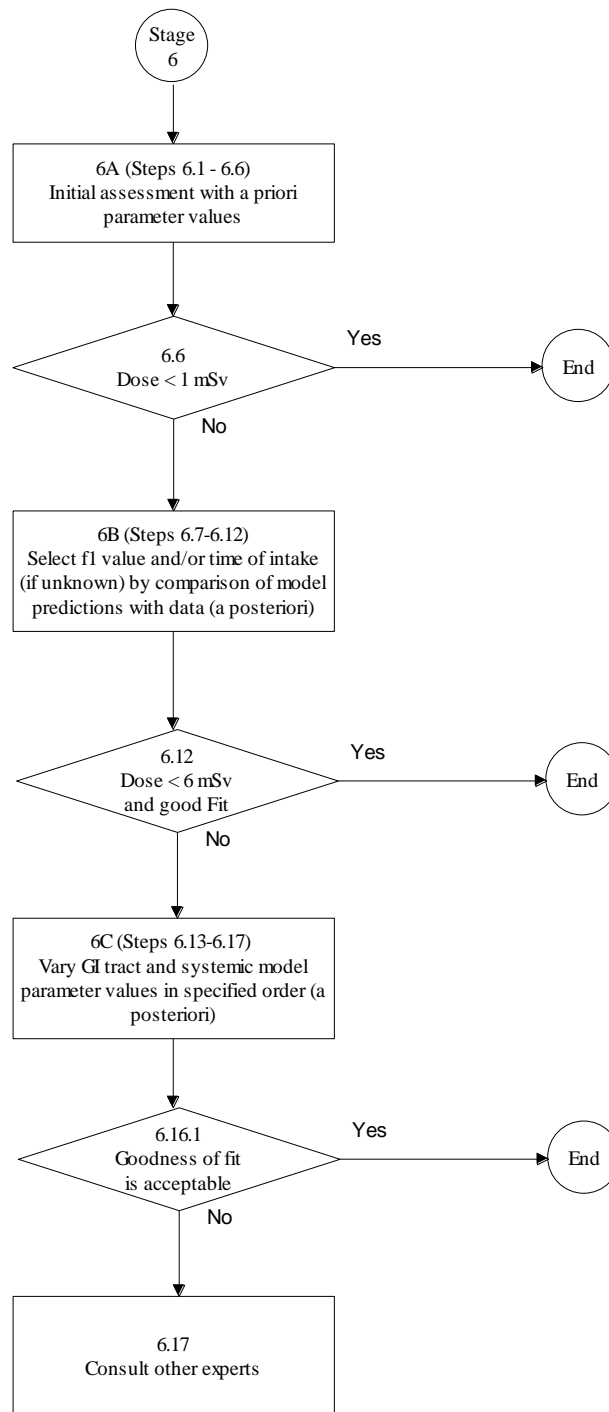 Stage
6
6A (Steps 6.1 - 6.6)
Initial assessment with a priori
parameter values
6.6
Dose < 1 mSv
Yes
End
No
6B (Steps 6.7-6.12)
Select f1 value and/or time of intake
(if unknown) by comparison of model
predictions with data (a posteriori)
6.12
Dose < 6 mSv
and good Fit
Yes
End
No
6C (Steps 6.13-6.17)
Vary GI tract and systemic model
parameter values in specified order (a
posteriori)
6.16.1
Goodness of fit
is acceptable
Yes
End
No
6.17
Consult other experts